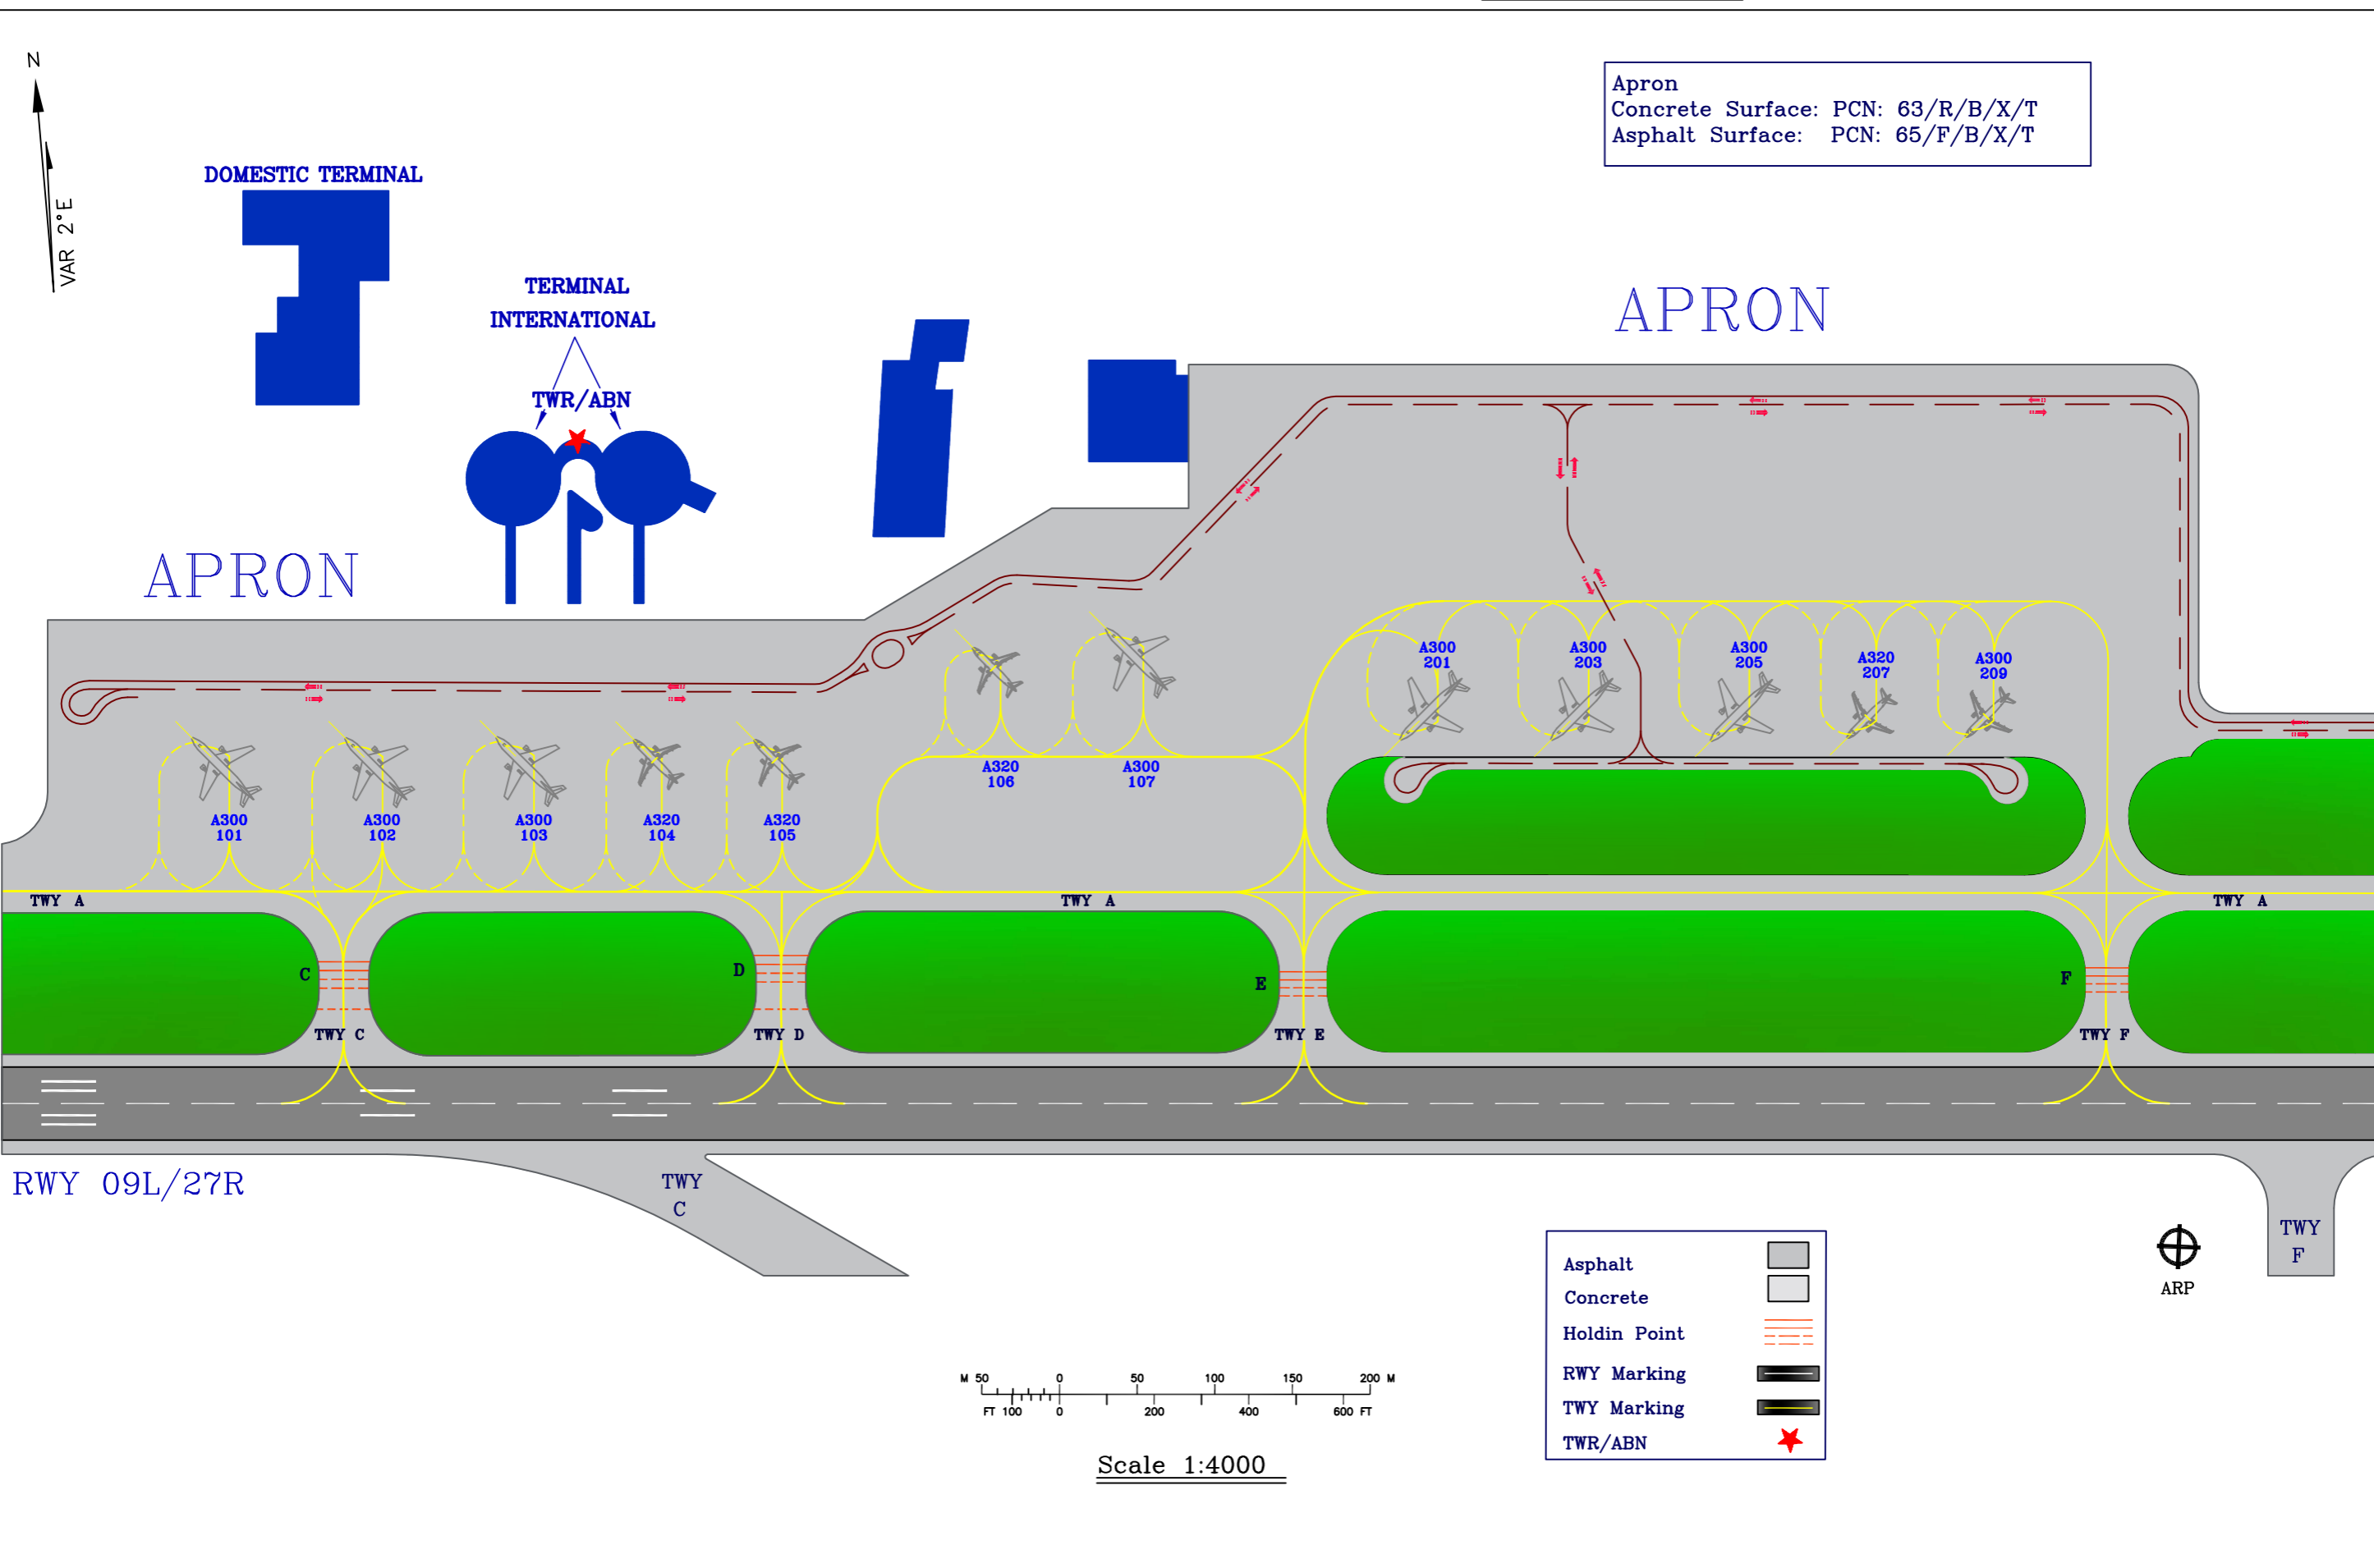 N
VAR 2°E
Apron
Concrete Surface: PCN: 63/R/B/X/T
Asphalt Surface: PCN: 65/F/B/X/T
DOMESTIC TERMINAL
TERMINAL
INTERNATIONAL
TWR/ABN
APRON
APRON
A300
201
A300
203
A300
205
A320
207
A300
209
A320
106
A300
107
A300
101
A300
102
A300
103
A320
104
A320
105
TWY A
TWY A
TWY A
C
D
E
F
TWY C
TWY D
TWY E
TWY F
RWY 09L/27R
TWY
C
TWY
F
ARP
Asphalt
Concrete
Holdin Point
RWY Marking
TWY Marking
TWR/ABN
M 50 0 50 100 150 200 M
FT 100 0 200 400 600 FT
Scale 1:4000